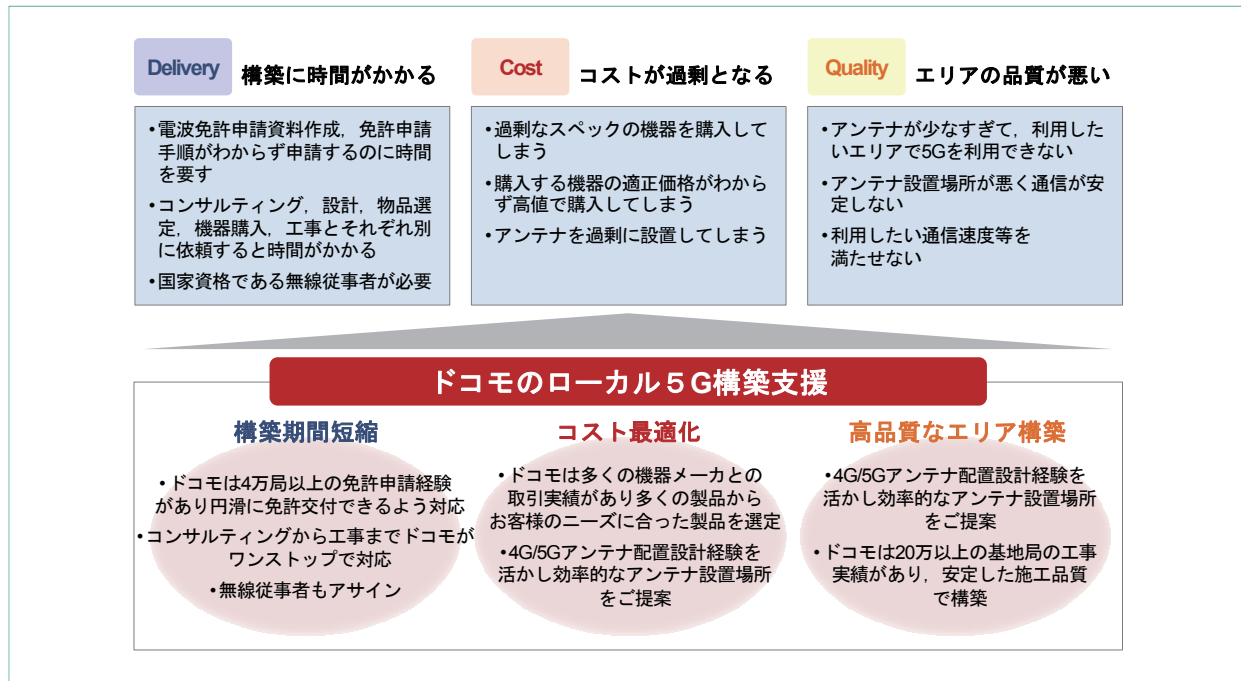 Delivery 構築に時間がかかる
・電波免許申請資料作成，免許申請
手順がわからず申請するのに時間
を要す
・コンサルティング，設計，物品選
定，機器購入，工事とそれぞれ別
に依頼すると時間がかかる
・国家資格である無線従事者が必要
Cost コストが過剰となる
・過剰なスペックの機器を購入して
しまう
・購入する機器の適正価格がわから
ず高値で購入してしまう
・アンテナを過剰に設置してしまう
Quality エリアの品質が悪い
・アンテナが少なすぎて，利用した
いエリアで5Gを利用できない
・アンテナ設置場所が悪く通信が安
定しない
・利用したい通信速度等を
満たせない
ドコモのローカル５G構築支援
構築期間短縮
・ドコモは4万局以上の免許申請経験
があり円滑に免許交付できるよう対応
・コンサルティングから工事までドコモが
ワンストップで対応
・無線従事者もアサイン
コスト最適化
・ドコモは多くの機器メーカとの
取引実績があり多くの製品から
お客様のニーズに合った製品を選定
・4G/5Gアンテナ配置設計経験を
活かし効率的なアンテナ設置場所
をご提案
高品質なエリア構築
・4G/5Gアンテナ配置設計経験を
活かし効率的なアンテナ設置場所
をご提案
・ドコモは20万以上の基地局の工事
実績があり，安定した施工品質
で構築